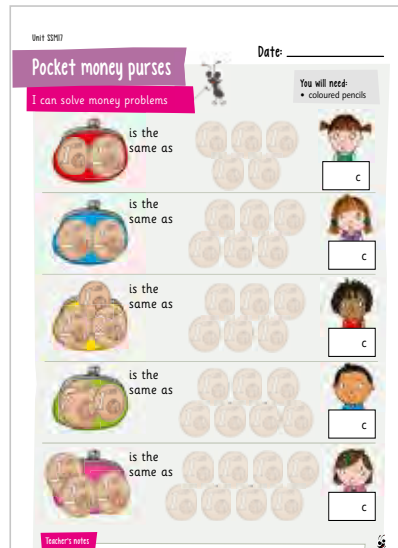 Unit SSM17
Date:
Pocket money purses
You will need:
• coloured pencils
I can solve money problems
is the
same as
c
is the
same as
c
is the
same as
c
is the
same as
c
is the
same as
c
Teacher's notes